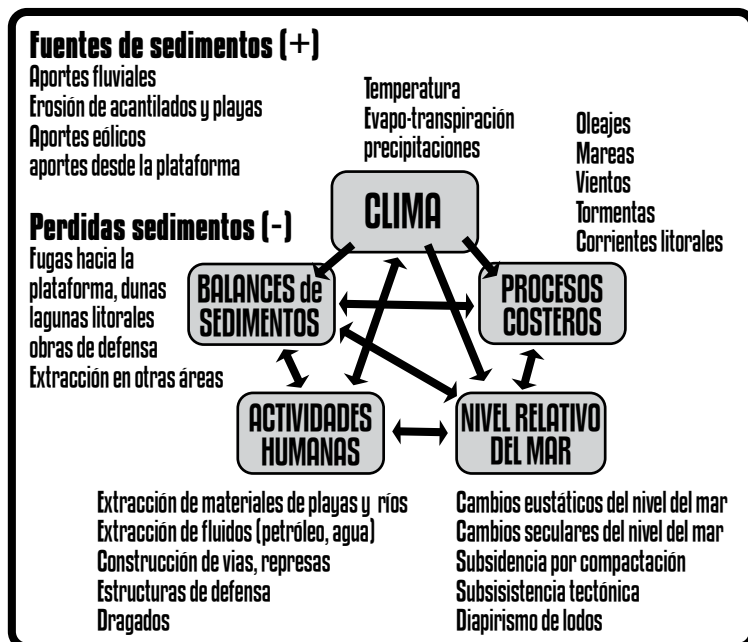 Fuentes de sedimentos (+)
Aportes fluviales
Erosión de acantilados y playas
Aportes eólicos
aportes desde la plataforma
Temperatura
Evapo-transpiración
precipitaciones
Oleajes
Mareas
Vientos
Tormentas
Corrientes litorales
CLIMA
Perdidas sedimentos (-)
Fugas hacia la
plataforma, dunas
lagunas litorales
obras de defensa
Extracción en otras áreas
BALANCES de
SEDIMENTOS
PROCESOS
COSTEROS
ACTIVIDADES
HUMANAS
NIVEL RELATIVO
DEL MAR
Extracción de materiales de playas y ríos
Extracción de fluidos (petróleo, agua)
Construcción de vias, represas
Estructuras de defensa
Dragados
Cambios eustáticos del nivel del mar
Cambios seculares del nivel del mar
Subsidencia por compactación
Subsisistencia tectónica
Diapirismo de lodos